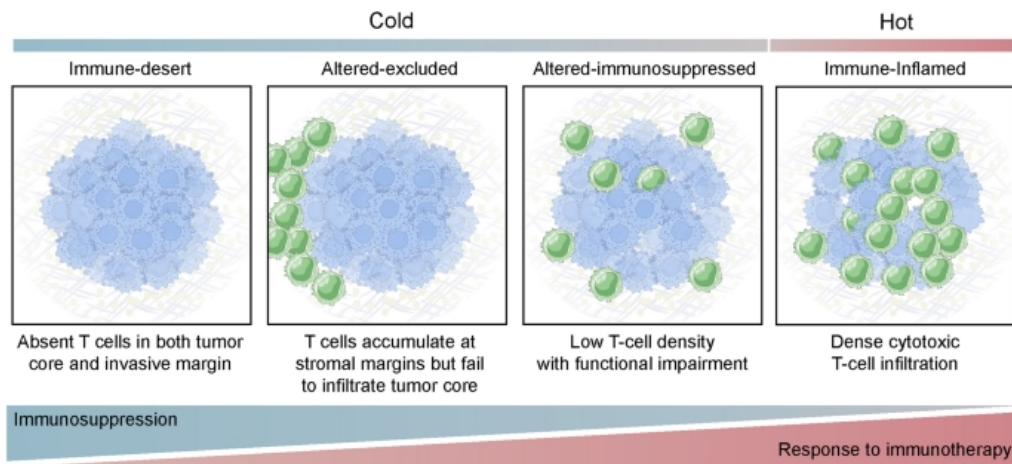 Cold
Hot
Immune-desert
Altered-excluded
Altered-immunosuppressed
Immune-Inflamed
Absent T cells in both tumor
core and invasive margin
T cells accumulate at
stromal margins but fail
to infiltrate tumor core
Low T-cell density
with functional impairment
Dense cytotoxic
T-cell infiltration
Immunosuppression
Response to immunotherapy